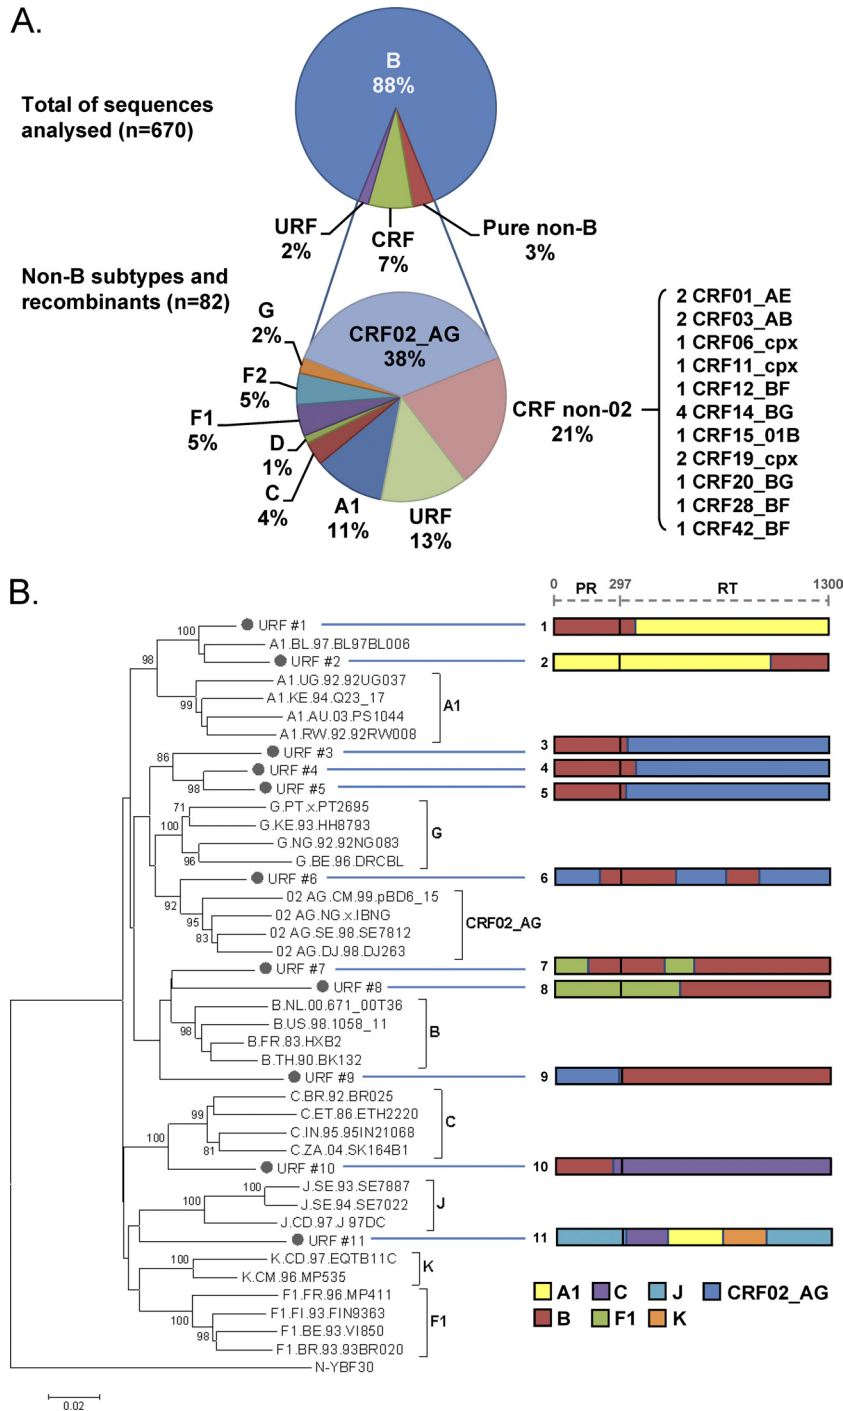 A.
B
88%
Total of sequences
analysed (n=670)
URF
2%
CRF
7%
Pure non-B
3%
Non-B subtypes and
recombinants (n=82)
G
2%
F2
5%
F1
5%
D
1%
C
4%
A1
11%
URF
13%
CRF02_AG
38%
CRF non-02
21%
2 CRF01_AE
2 CRF03_AB
1 CRF06_cpx
1 CRF11_cpx
1 CRF12_BF
4 CRF14_BG
1 CRF15_01B
2 CRF19_cpx
1 CRF20_BG
1 CRF28_BF
1 CRF42_BF
B.
0 297 1300
PR RT
100 URF #1 1
A1.BL.97.BL97BL006
98 URF #2 2
A1.UG.92.92UG037
99 A1.KE.94.Q23_17
A1
A1.AU.03.PS1044
A1.RW.92.92RW008
86 URF #3 3
URF #4 4
98 URF #5 5
71 G.PT.x.PT2695
100 G.KE.93.HH8793
G
G.NG.92.92NG083
96 G.BE.96.DRCBL
URF #6 6
92 02_AG.CM.99.pBD6_15
95 02_AG.NG.x.IBNG
CRF02_AG
83 02_AG.SE.98.SE7812
02_AG.DJ.98.DJ263
URF #7 7
URF #8 8
B.NL.00.671_00T36
98 B.US.98.1058_11
B
B.FR.83.HXB2
B.TH.90.BK132
URF #9 9
C.BR.92.BR025
99 C.ET.86.ETH2220
C
100 C.IN.95.95IN21068
81 C.ZA.04.SK164B1
URF #10 10
100 J.SE.93.SE7887
100 J.SE.94.SE7022
J
J.CD.97.J 97DC
URF #11 11
100 K.CD.97.EQTB11C
K
K.CM.96.MP535
F1.FR.96.MP411
100 F1.FI.93.FIN9363
F1
98 F1.BE.93.VI850
F1.BR.93.93BR020
N-YBF30
0.02
A1 C J CRF02_AG
B F1 K